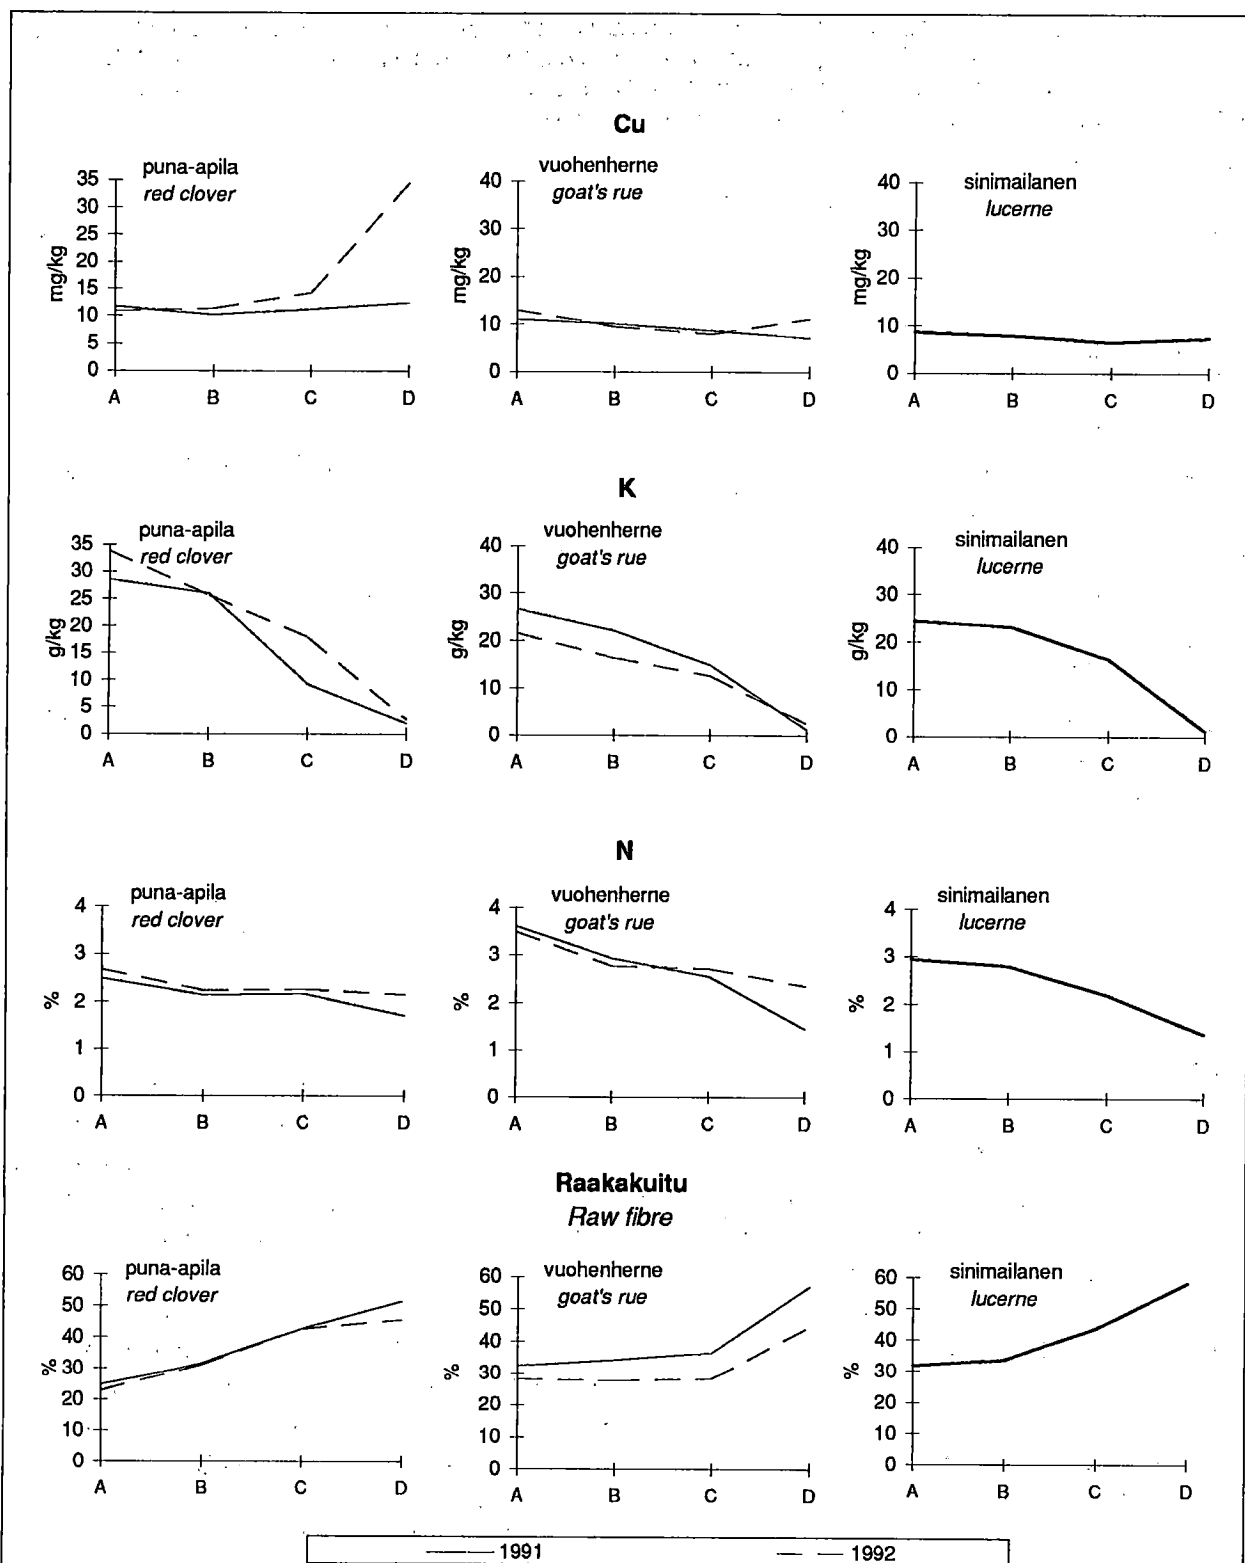 Cu
puna-apila
red clover
35
30
25
20
15
10
5
0
mg/kg
A B C D
vuohenherne
goat's rue
40
30
20
10
0
mg/kg
A B C D
sinimailanen
lucerne
40
30
20
10
0
mg/kg
A B C D
K
puna-apila
red clover
35
30
25
20
15
10
5
0
g/kg
A B C D
vuohenherne
goat's rue
40
30
20
10
0
g/kg
A B C D
sinimailanen
lucerne
40
30
20
10
0
g/kg
A B C D
N
puna-apila
red clover
4
3
2
1
0
%
A B C D
vuohenherne
goat's rue
4
3
2
1
0
%
A B C D
sinimailanen
lucerne
4
3
2
1
0
%
A B C D
Raakakuitu
Raw fibre
puna-apila
red clover
60
50
40
30
20
10
0
%
A B C D
vuohenherne
goat's rue
60
50
40
30
20
10
0
%
A B C D
sinimailanen
lucerne
60
50
40
30
20
10
0
%
A B C D
1991 1992